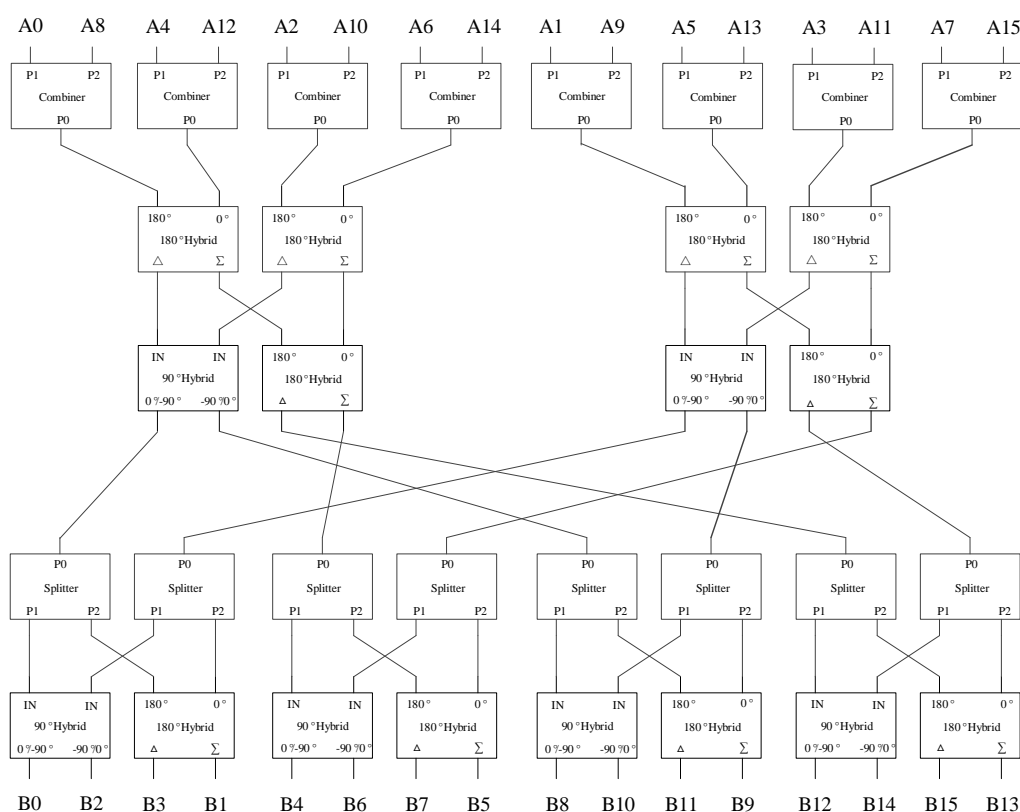 A0 A8 A4 A12 A2 A10 A6 A14 A1 A9 A5 A13 A3 A11 A7 A15
P1 P2 P1 P2 P1 P2 P1 P2 P1 P2 P1 P2 P1 P2 P1 P2
Combiner Combiner Combiner Combiner Combiner Combiner Combiner Combiner
P0 P0 P0 P0 P0 P0 P0 P0
180° 0° 180° 0° 180° 0° 180° 0°
180°Hybrid 180°Hybrid 180°Hybrid 180°Hybrid
△ Σ △ Σ △ Σ △ Σ
IN IN 180° 0° IN IN 180° 0°
90°Hybrid 180°Hybrid 90°Hybrid 180°Hybrid
0°/-90° -90°/0° Δ Σ 0°/-90° -90°/0° Δ Σ
P0 P0 P0 P0 P0 P0 P0 P0
Splitter Splitter Splitter Splitter Splitter Splitter Splitter Splitter
P1 P2 P1 P2 P1 P2 P1 P2 P1 P2 P1 P2 P1 P2 P1 P2
IN IN 180° 0° IN IN 180° 0° IN IN 180° 0° IN IN 180° 0°
90°Hybrid 180°Hybrid 90°Hybrid 180°Hybrid 90°Hybrid 180°Hybrid 90°Hybrid 180°Hybrid
0°/-90° -90°/0° Δ Σ 0°/-90° -90°/0° Δ Σ 0°/-90° -90°/0° Δ Σ 0°/-90° -90°/0° Δ Σ
B0 B2 B3 B1 B4 B6 B7 B5 B8 B10 B11 B9 B12 B14 B15 B13